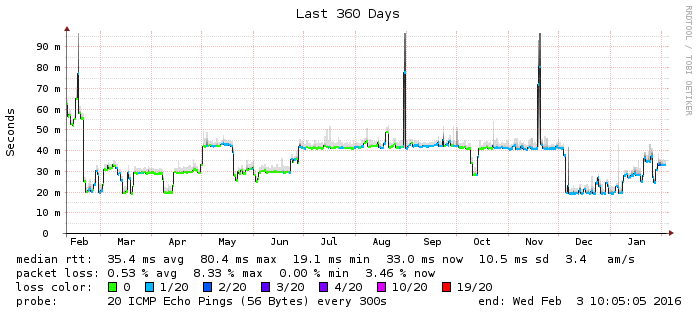 Last 360 Days
RRDTOOL / TOBI OETIKER
Seconds
90 m
80 m
70 m
60 m
50 m
40 m
30 m
20 m
10 m
0
Feb Mar Apr May Jun Jul Aug Sep Oct Nov Dec Jan
median rtt: 35.4 ms avg 80.4 ms max 19.1 ms min 33.0 ms now 10.5 ms sd 3.4 am/s
packet loss: 0.53 % avg 8.33 % max 0.00 % min 3.46 % now
loss color: 0 1/20 2/20 3/20 4/20 10/20 19/20
probe: 20 ICMP Echo Pings (56 Bytes) every 300s end: Wed Feb 3 10:05:05 2016